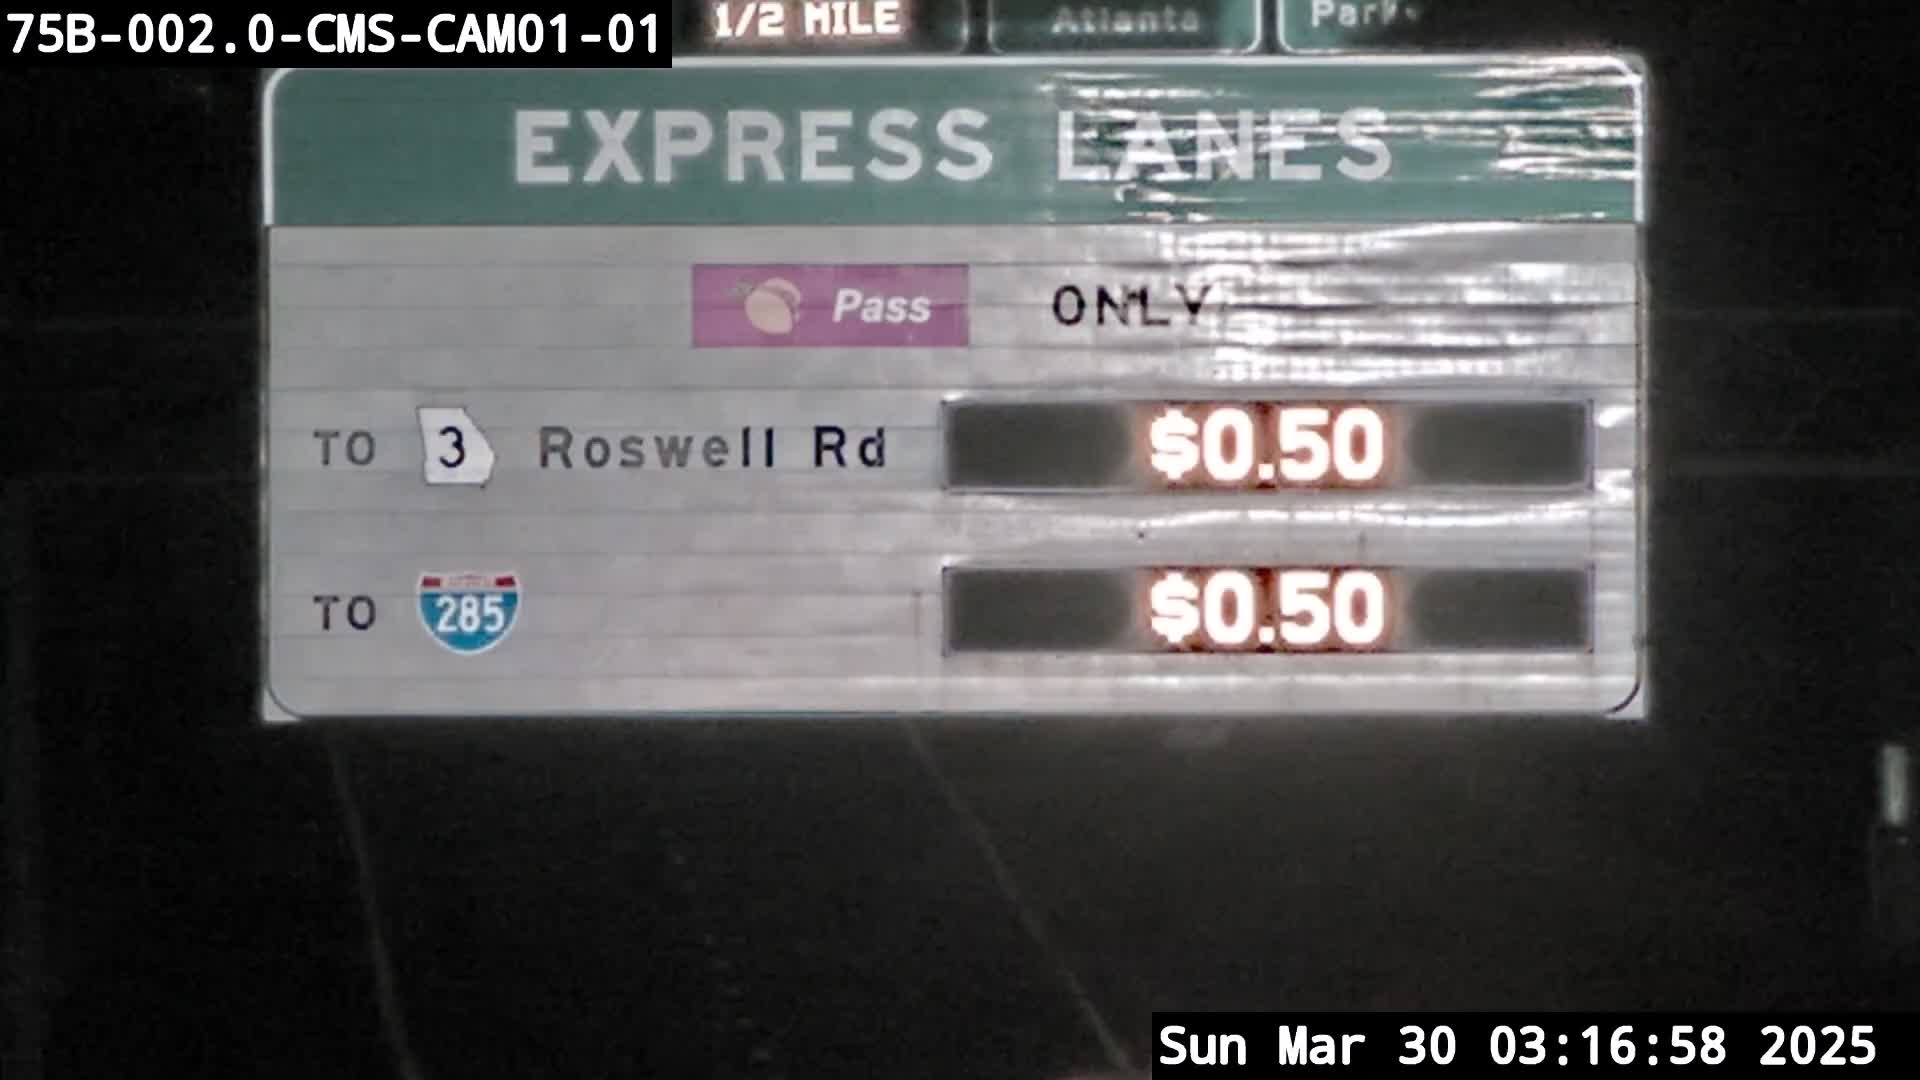 75B-002.0-CMS-CAM01-01
1/2 MILE
Atlanta
Park
EXPRESS LANES
Pass ONLY
TO 3 Roswell Rd $0.50
TO 285 $0.50
Sun Mar 30 03:16:58 2025